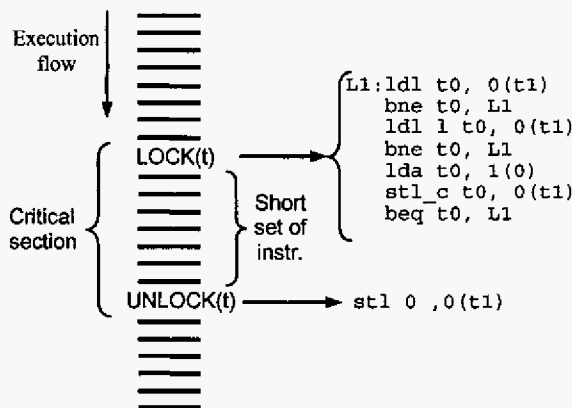 Execution
flow
LOCK(t)
Critical
section
Short
set of
instr.
UNLOCK(t)
L1:ldl t0, 0(t1)
bne t0, L1
ldl l t0, 0(t1)
bne t0, L1
lda t0, 1(0)
stl_c t0, 0(t1)
beq t0, L1
stl 0 ,0(t1)